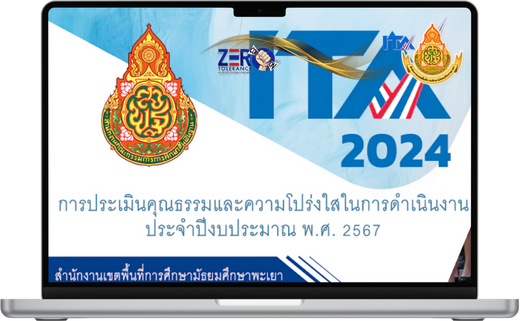 ZERO
TOLERANCE
ITA
ITA
2024
การประเมินคุณธรรมและความโปร่งใสในการดำเนินงาน
ประจำปีงบประมาณ พ.ศ. 2567
สำนักงานเขตพื้นที่การศึกษามัธยมศึกษาพะเยา